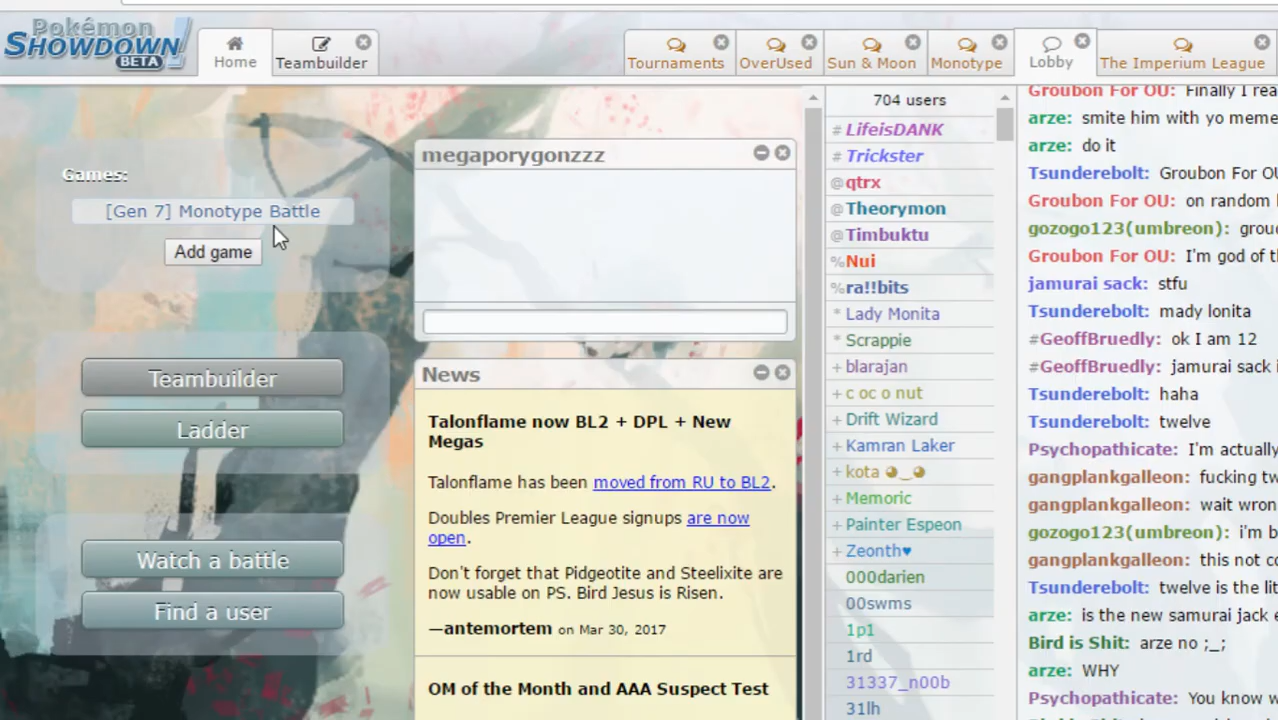 Pokémon
SHOWDOWN!
BETA
Home
Teambuilder
Tournaments
OverUsed
Sun & Moon
Monotype
Lobby
The Imperium League
Games:
[Gen 7] Monotype Battle
Add game
Teambuilder
Ladder
Watch a battle
Find a user
megaporygonzzz
News
Talonflame now BL2 + DPL + New
Megas
Talonflame has been moved from RU to BL2.
Doubles Premier League signups are now
open.
Don't forget that Pidgeotite and Steelixite are
now usable on PS. Bird Jesus is Risen.
—antemortem on Mar 30, 2017
OM of the Month and AAA Suspect Test
704 users
# LifeisDANK
# Trickster
@qtrx
@Theorymon
@Timbuktu
%Nui
%ra!!bits
* Lady Monita
* Scrappie
+ blarajan
+ c oc o nut
+ Drift Wizard
+ Kamran Laker
+ kota ◕‿◕
+ Memoric
+ Painter Espeon
+ Zeonth♥
000darien
00swms
1p1
1rd
31337_n00b
31lh
Groubon For OU: Finally I rea
arze: smite him with yo meme
arze: do it
Tsunderebolt: Groubon For OU
Groubon For OU: on random
gozogo123(umbreon): grou
Groubon For OU: I'm god of t
jamurai sack: stfu
Tsunderebolt: mady lonita
#GeoffBruedly: ok I am 12
#GeoffBruedly: jamurai sack i
Tsunderebolt: haha
Tsunderebolt: twelve
Psychopathicate: I'm actually
gangplankgalleon: fucking tw
gangplankgalleon: wait wron
gozogo123(umbreon): i'm b
gangplankgalleon: this not co
Tsunderebolt: twelve is the lit
arze: is the new samurai jack e
Bird is Shit: arze no ;_;
arze: WHY
Psychopathicate: You know w